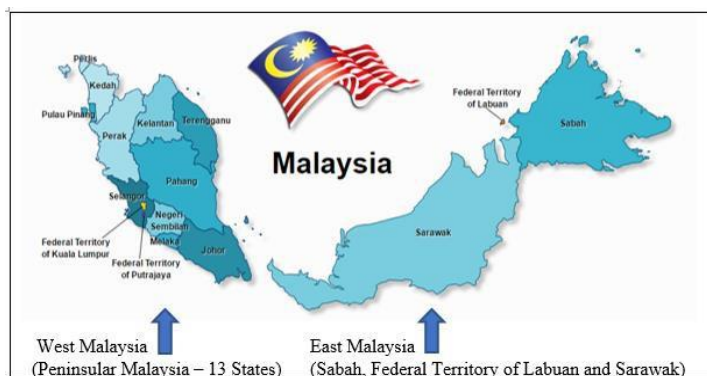 Perlis
Kedah
Pulau Pinang
Perak
Kelantan
Terengganu
Pahang
Selangor
Negeri
Sembilan
Melaka
Johor
Federal Territory
of Kuala Lumpur
Federal Territory
of Putrajaya
Malaysia
Federal Territory
of Labuan
Sabah
Sarawak
West Malaysia
(Peninsular Malaysia – 13 States)
East Malaysia
(Sabah, Federal Territory of Labuan and Sarawak)